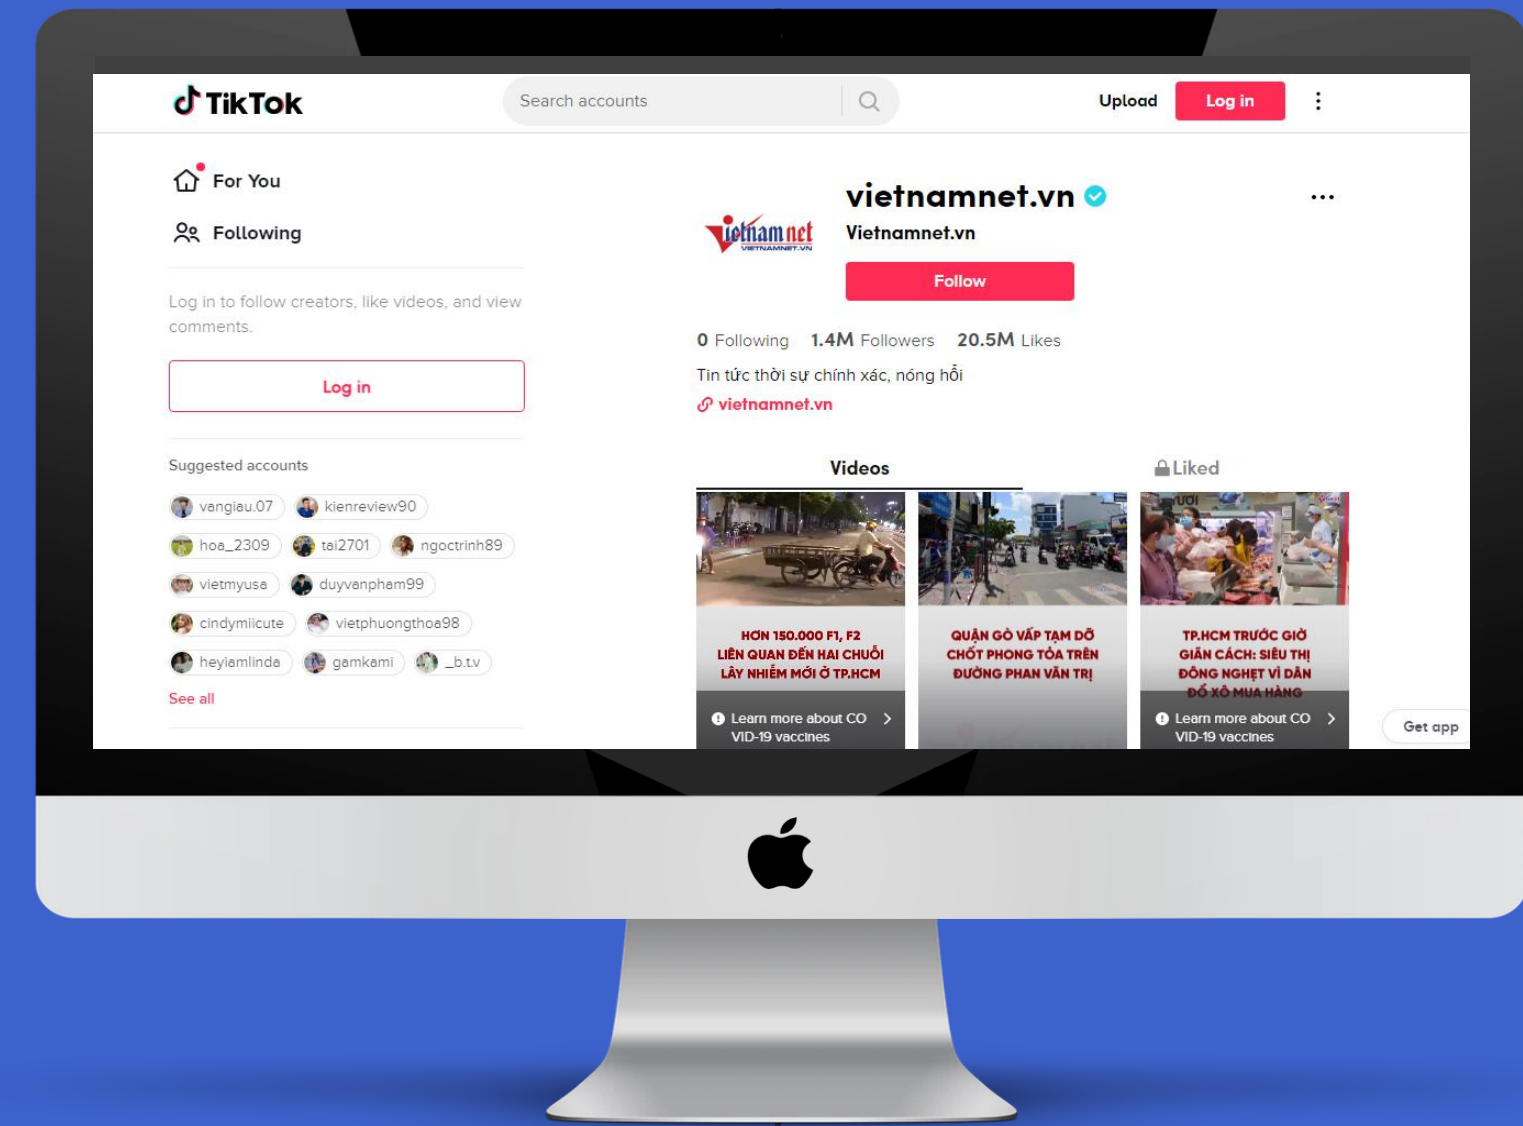 TikTok
Search accounts
Upload
Log in
For You
Following
Log in to follow creators, like videos, and view
comments.
Log in
Suggested accounts
vangiau.07
kienreview90
hoa_2309
tai2701
ngoctrinh89
vietmyusa
duyvanpham99
cindymiicute
vietphuongthoa98
heyiamlinda
gamkami
_b.t.v
See all
vietnamnet.vn
Vietnamnet
VIETNAMNET.VN
Vietnamnet.vn
Follow
0 Following 1.4M Followers 20.5M Likes
Tin tức thời sự chính xác, nóng hổi
vietnamnet.vn
Videos
Liked
HƠN 150.000 F1, F2
LIÊN QUAN ĐẾN HAI CHUỖI
LÂY NHIỄM MỚI Ở TP.HCM
Learn more about CO
VID-19 vaccines
QUẬN GÒ VẤP TẠM DỠ
CHỐT PHONG TỎA TRÊN
ĐƯỜNG PHAN VĂN TRỊ
TP.HCM TRƯỚC GIỜ
GIÃN CÁCH: SIÊU THỊ
ĐÔNG NGHẸT VÌ DÂN
ĐỔ XÔ MUA HÀNG
Learn more about CO
VID-19 vaccines
Get app